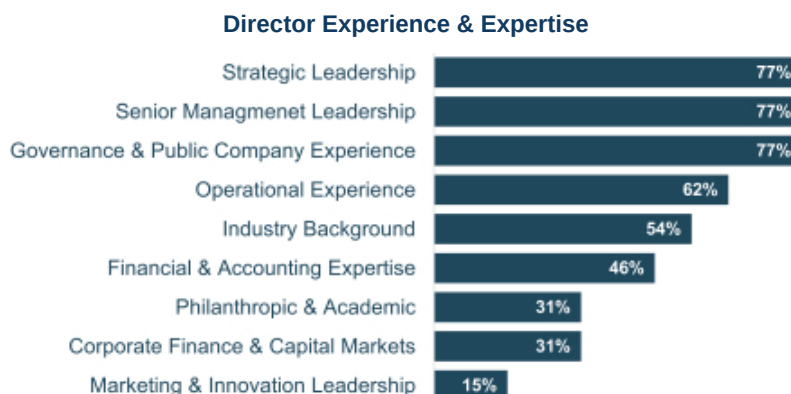 Director Experience & Expertise
Strategic Leadership 77%
Senior Managmenet Leadership 77%
Governance & Public Company Experience 77%
Operational Experience 62%
Industry Background 54%
Financial & Accounting Expertise 46%
Philanthropic & Academic 31%
Corporate Finance & Capital Markets 31%
Marketing & Innovation Leadership 15%